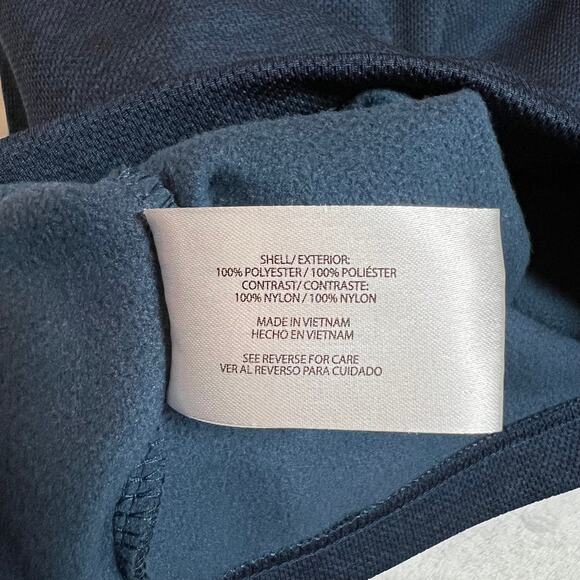 SHELL/ EXTERIOR:
100% POLYESTER / 100% POLIÉSTER
CONTRAST/ CONTRASTE:
100% NYLON / 100% NYLON
MADE IN VIETNAM
HECHO EN VIETNAM
SEE REVERSE FOR CARE
VER AL REVERSO PARA CUIDADO